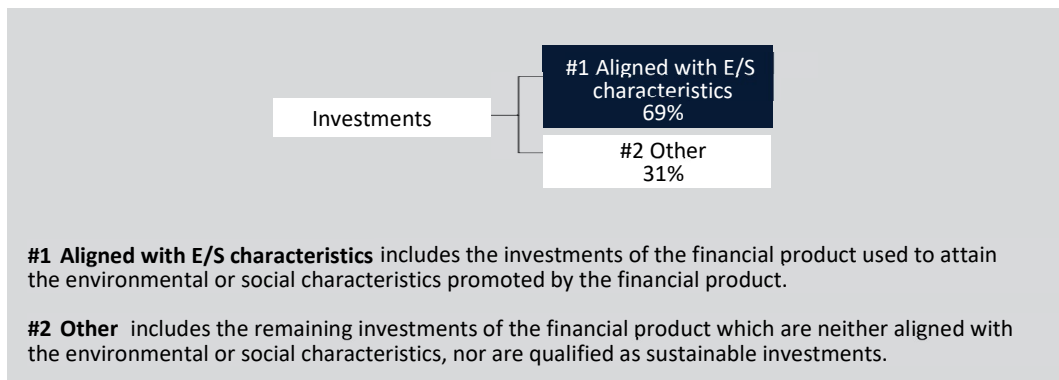 #1 Aligned with E/S
characteristics
69%
Investments
#2 Other
31%
#1 Aligned with E/S characteristics includes the investments of the financial product used to attain
the environmental or social characteristics promoted by the financial product.
#2 Other includes the remaining investments of the financial product which are neither aligned with
the environmental or social characteristics, nor are qualified as sustainable investments.